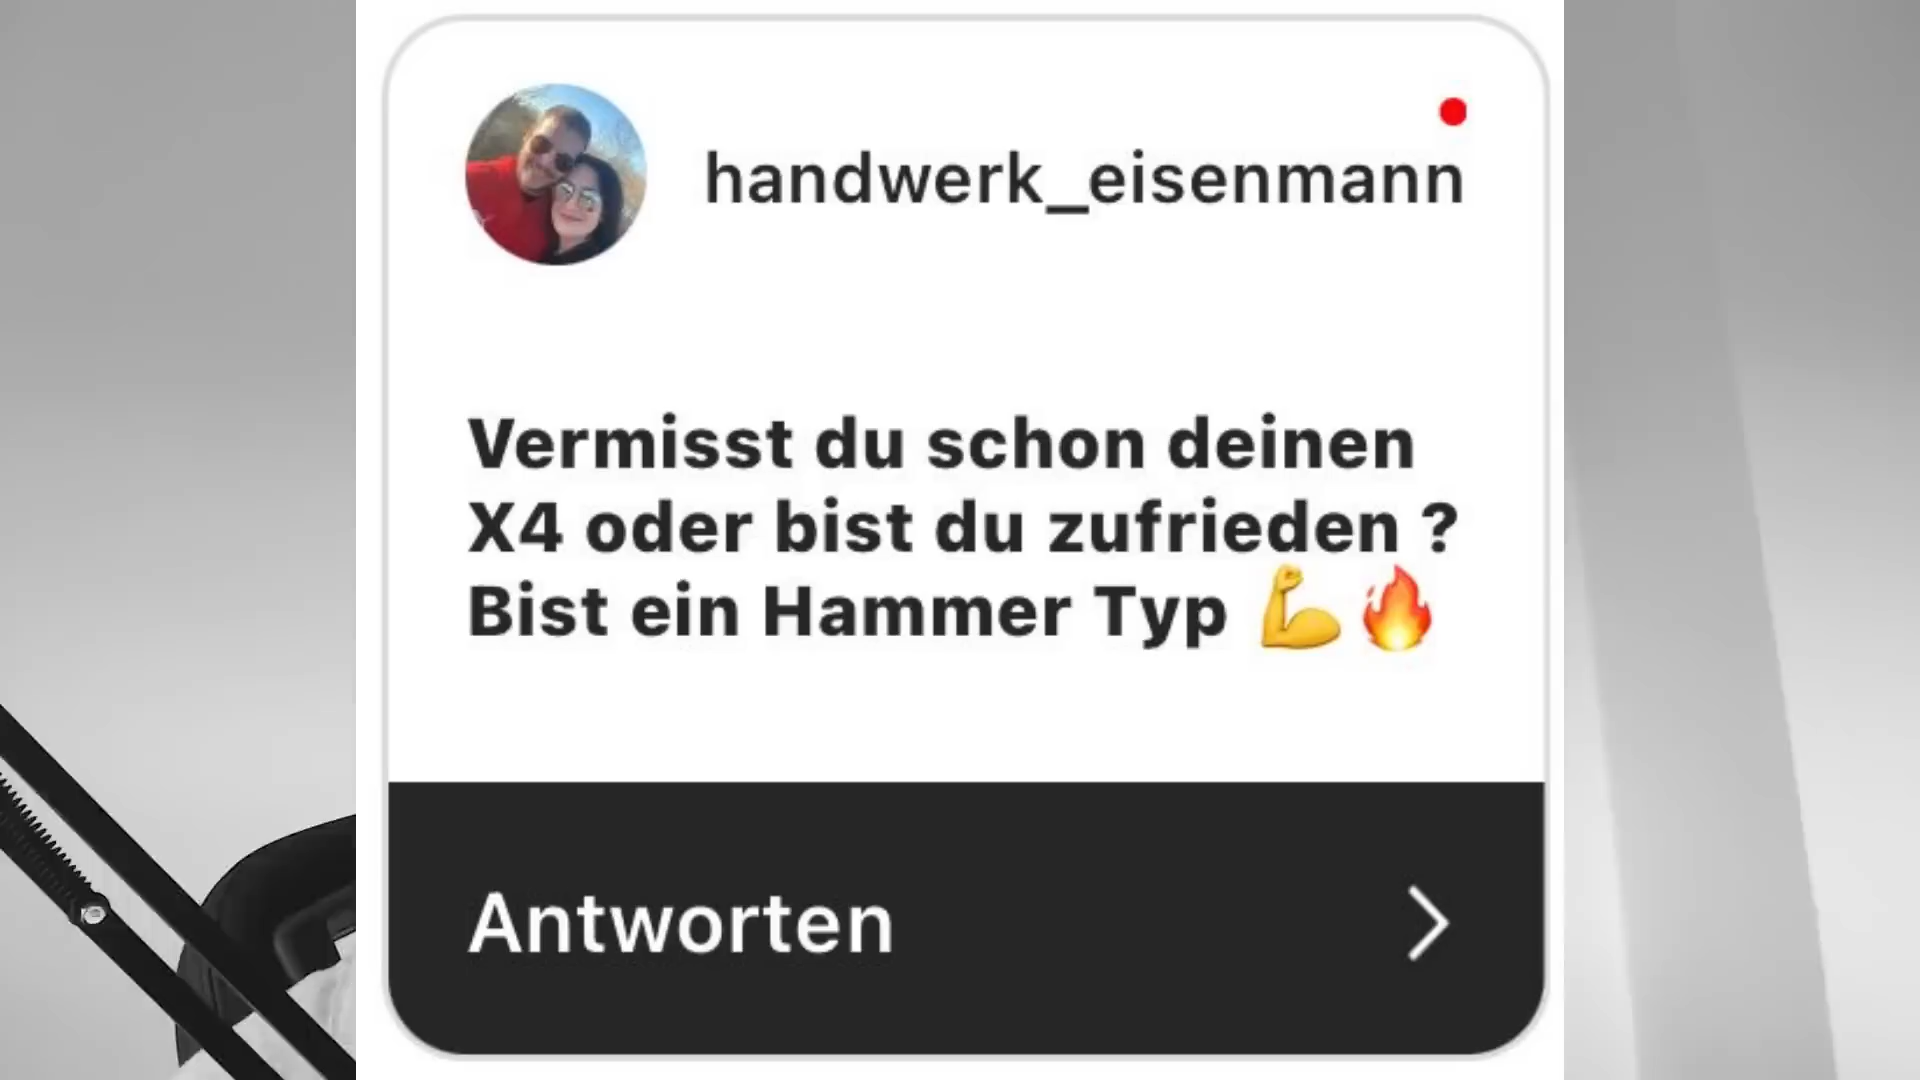 handwerk_eisenmann
Vermisst du schon deinen
X4 oder bist du zufrieden ?
Bist ein Hammer Typ 💪🔥
Antworten